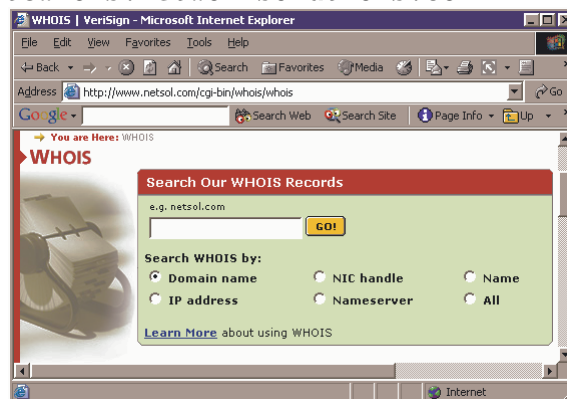 WHOIS | VeriSign - Microsoft Internet Explorer
File Edit View Favorites Tools Help
Back Search Favorites Media
Address http://www.netsol.com/cgi-bin/whois/whois Go
Google Search Web Search Site Page Info Up
You are Here: WHOIS
WHOIS
Search Our WHOIS Records
e.g. netsol.com
GO!
Search WHOIS by:
Domain name NIC handle Name
IP address Nameserver All
Learn More about using WHOIS
Internet